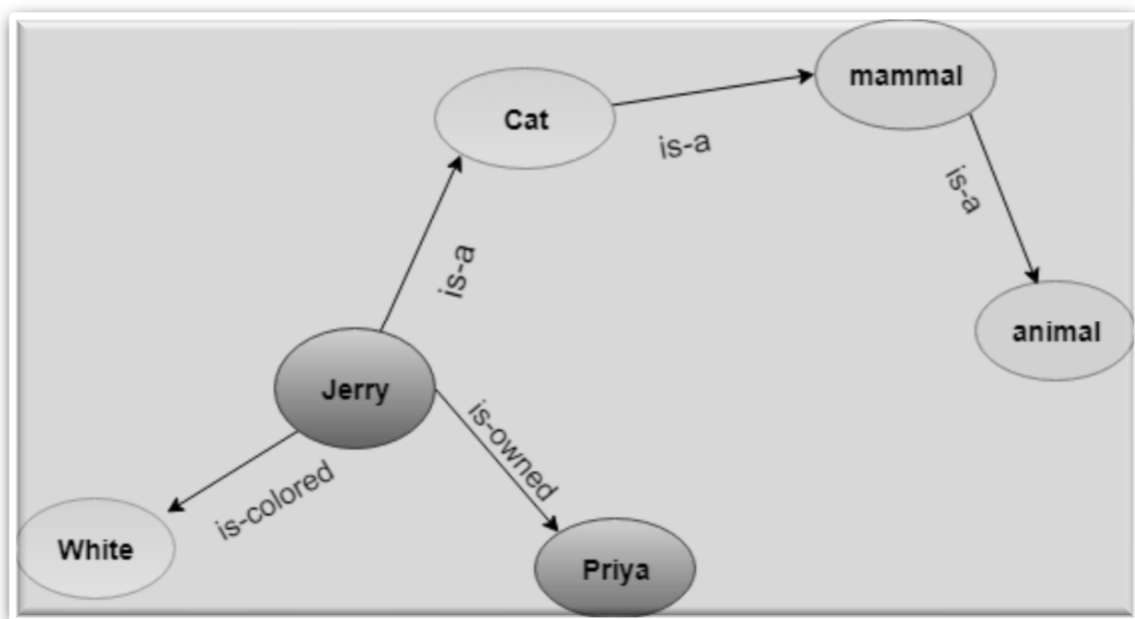 mammal
Cat
is-a
is-a
is-a
animal
Jerry
is-owned
is-colored
White
Priya